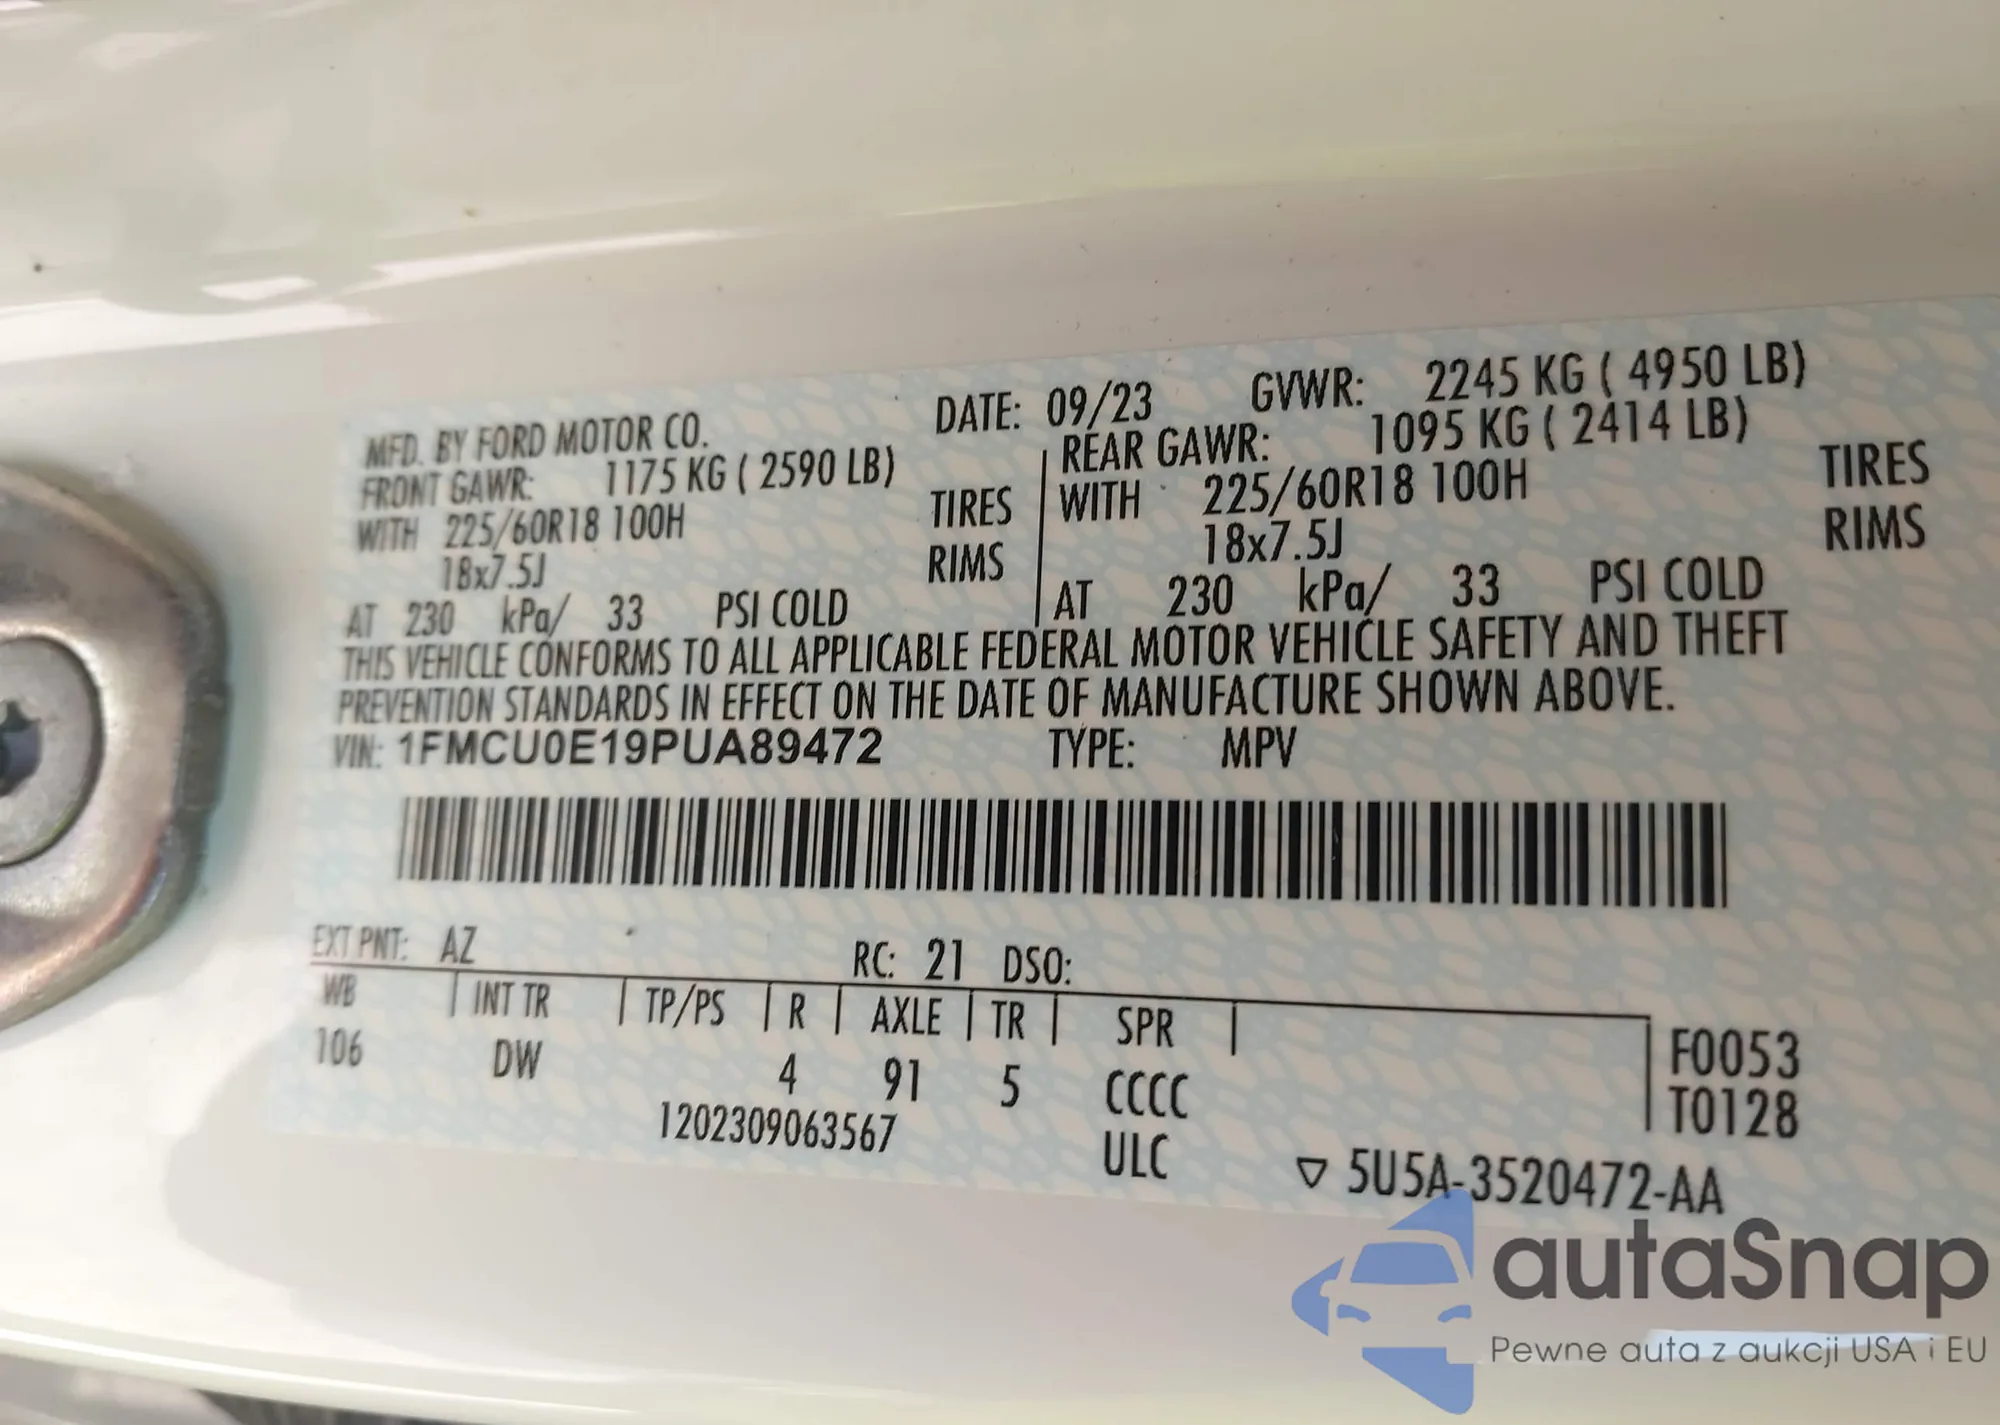 MFD. BY FORD MOTOR CO. DATE: 09/23 GVWR: 2245 KG ( 4950 LB)
FRONT GAWR: 1175 KG ( 2590 LB) REAR GAWR: 1095 KG ( 2414 LB)
WITH 225/60R18 100H TIRES WITH 225/60R18 100H TIRES
18x7.5J RIMS 18x7.5J RIMS
AT 230 kPa/ 33 PSI COLD AT 230 kPa/ 33 PSI COLD
THIS VEHICLE CONFORMS TO ALL APPLICABLE FEDERAL MOTOR VEHICLE SAFETY AND THEFT
PREVENTION STANDARDS IN EFFECT ON THE DATE OF MANUFACTURE SHOWN ABOVE.
VIN: 1FMCU0E19PUA89472 TYPE: MPV
EXT PNT: AZ RC: 21 DSO:
WB INT TR TP/PS R AXLE TR SPR F0053
106 DW 4 91 5 CCCC T0128
1202309063567 ULC ▽ 5U5A-3520472-AA
autaSnap
Pewne auta z aukcji USA i EU